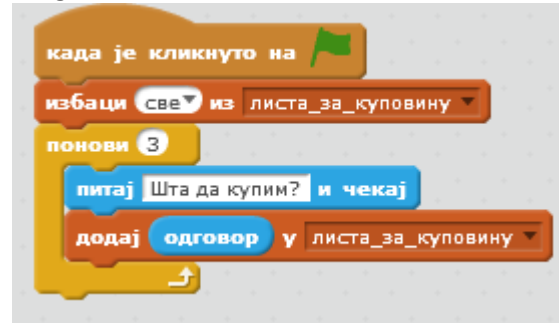 када је кликнуто на
избаци све из листа_за_куповину
понови 3
питај Шта да купим? и чекај
додај одговор у листа_за_куповину